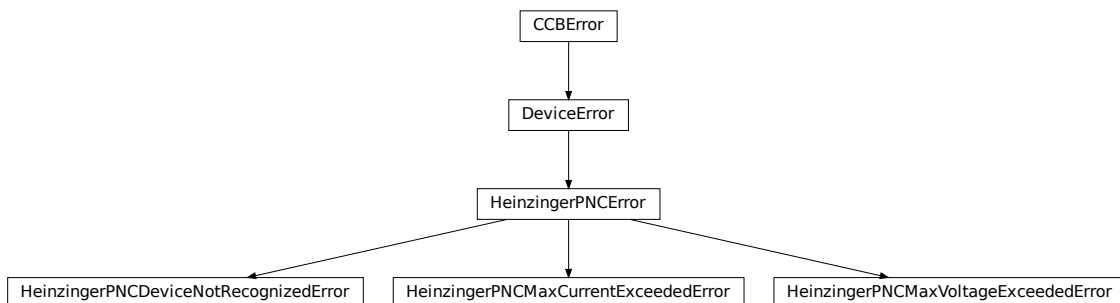 CCBError
DeviceError
HeinzingerPNCError
HeinzingerPNCDeviceNotRecognizedError
HeinzingerPNCMaxCurrentExceededError
HeinzingerPNCMaxVoltageExceededError